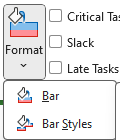 Critical Tas
Format
Slack
Late Tasks
Bar
Bar Styles